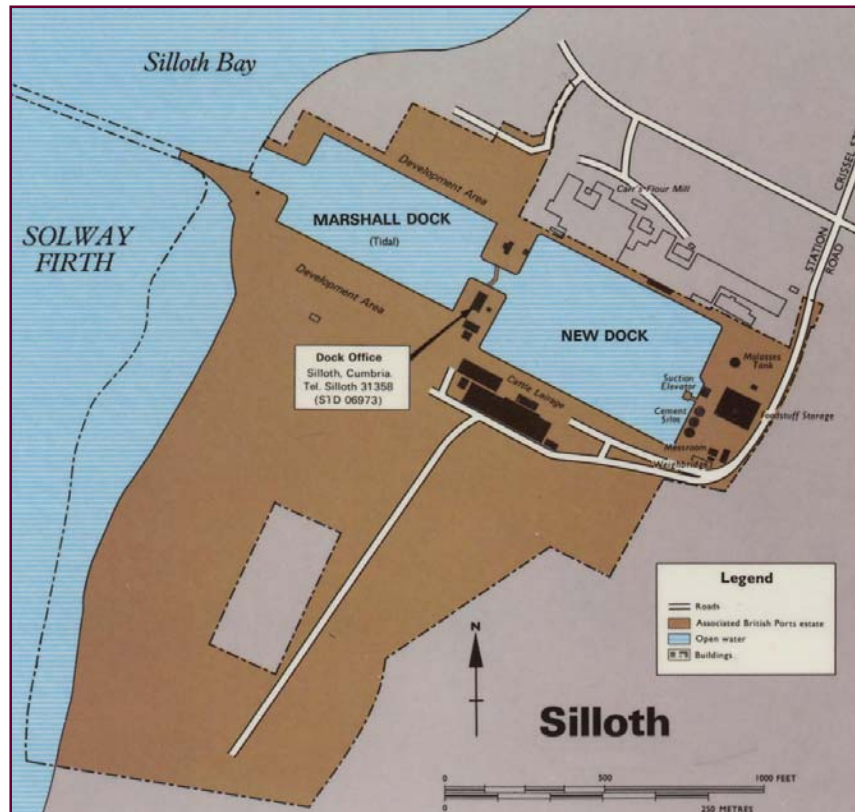 Silloth Bay
SOLWAY
FIRTH
Development Area
MARSHALL DOCK
(Tidal)
Development Area
Carr's Flour Mill
CRISSEL ST
STATION
ROAD
NEW DOCK
Dock Office
Silloth, Cumbria.
Tel. Silloth 31358
(STD 06973)
Cattle Lairage
Molasses
Tank
Suction
Elevator
Cement
Silos
Foodstuff Storage
Messroom
Weighbridge
Legend
Roads
Associated British Ports estate
Open water
Buildings
N
Silloth
0 500 1000 FEET
0 250 METRES